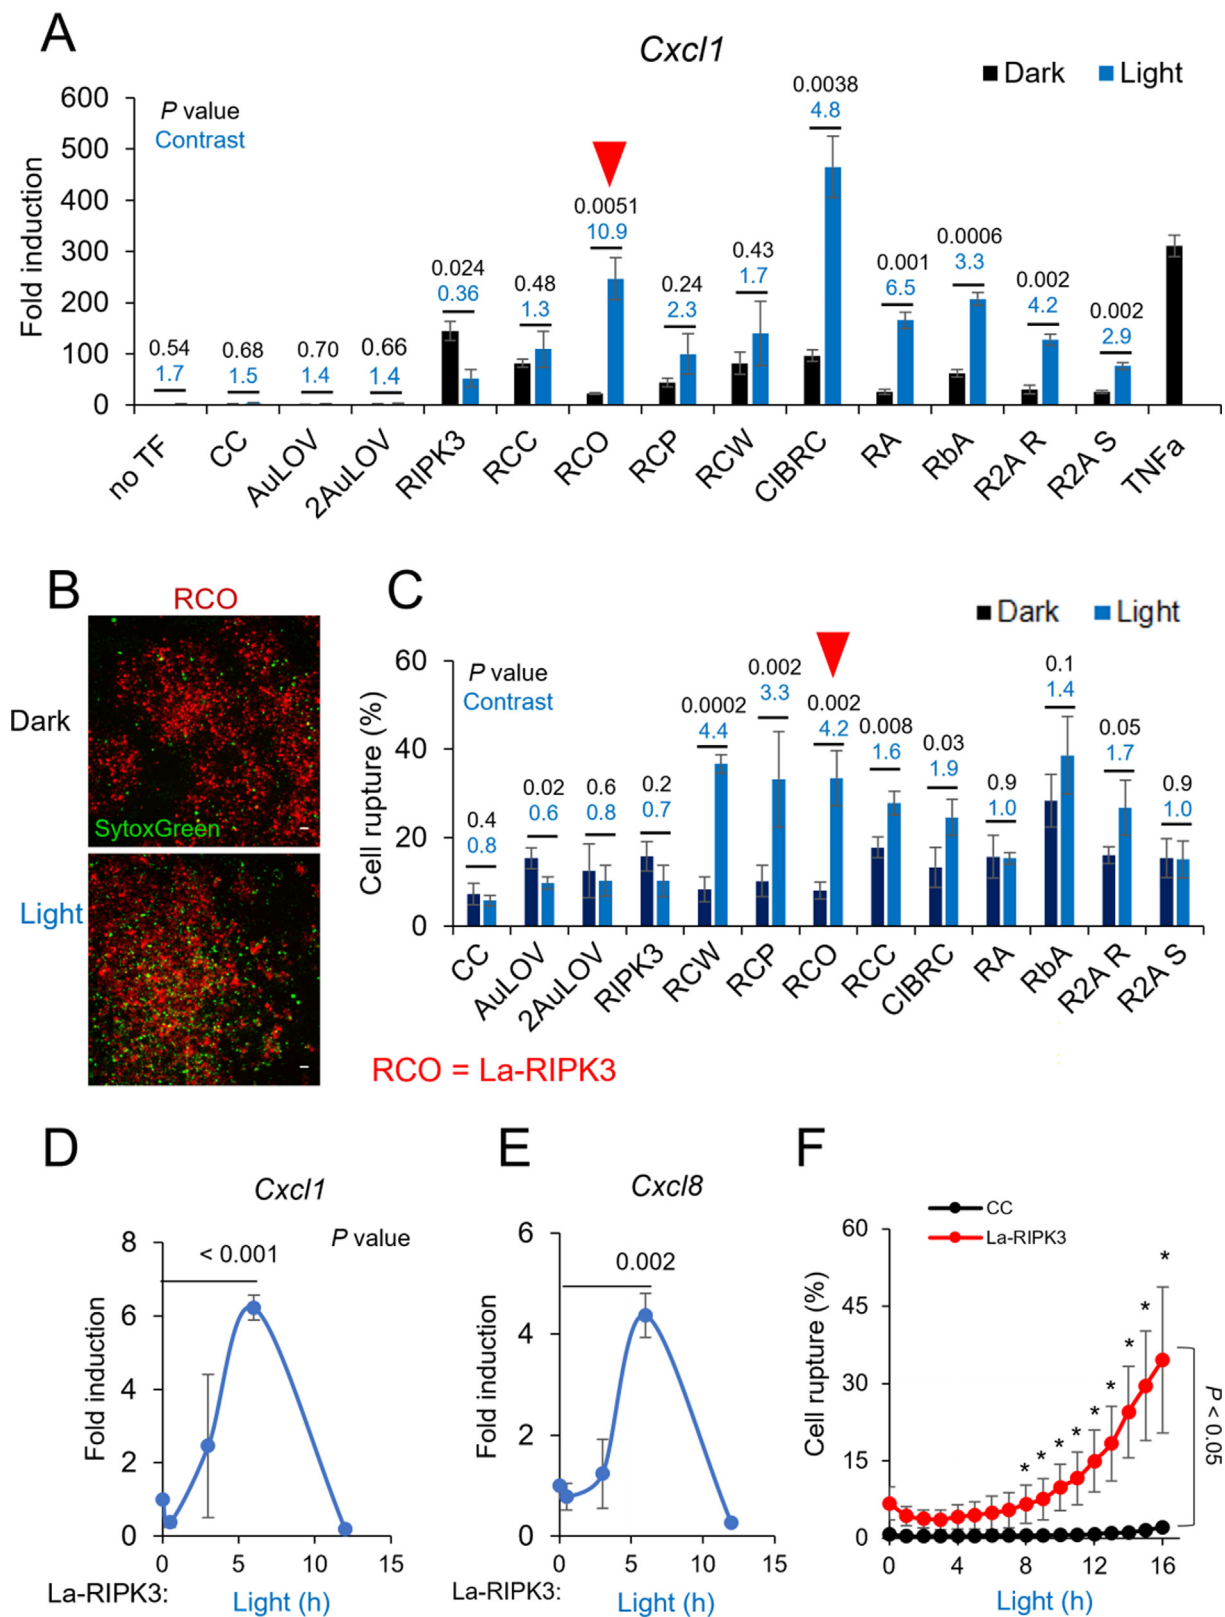 A
Cxcl1
Dark
Light
Fold induction
600
500
400
300
200
100
0
P value
Contrast
0.54
1.7
0.68
1.5
0.70
1.4
0.66
1.4
0.024
0.36
0.48
1.3
0.0051
10.9
0.24
2.3
0.43
1.7
0.0038
4.8
0.001
6.5
0.0006
3.3
0.002
4.2
0.002
2.9
no TF
CC
AuLOV
2AuLOV
RIPK3
RCC
RCO
RCP
RCW
CIBRC
RA
RbA
R2A R
R2A S
TNFa
B
RCO
Dark
SytoxGreen
Light
C
Dark
Light
Cell rupture (%)
60
40
20
0
P value
Contrast
0.4
0.8
0.02
0.6
0.6
0.8
0.2
0.7
0.0002
4.4
0.002
3.3
0.002
4.2
0.008
1.6
0.03
1.9
0.9
1.0
0.1
1.4
0.05
1.7
0.9
1.0
CC
AuLOV
2AuLOV
RIPK3
RCW
RCP
RCO
RCC
CIBRC
RA
RbA
R2A R
R2A S
RCO = La-RIPK3
D
Cxcl1
P value
< 0.001
Fold induction
8
6
4
2
0
0
5
10
15
La-RIPK3:
Light (h)
E
Cxcl8
0.002
Fold induction
6
4
2
0
0
5
10
15
La-RIPK3:
Light (h)
F
CC
La-RIPK3
Cell rupture (%)
60
45
30
15
0
* * * * * * * * *
P < 0.05
0
4
8
12
16
Light (h)